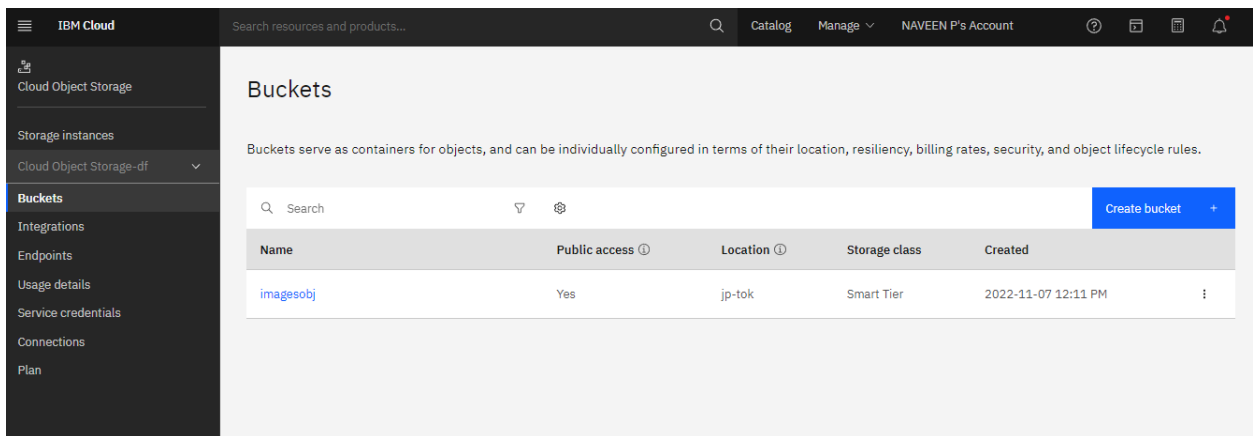 IBM Cloud
Search resources and products...
Catalog
Manage
NAVEEN P's Account
Cloud Object Storage
Storage instances
Cloud Object Storage-df
Buckets
Integrations
Endpoints
Usage details
Service credentials
Connections
Plan
Buckets
Buckets serve as containers for objects, and can be individually configured in terms of their location, resiliency, billing rates, security, and object lifecycle rules.
Search
Create bucket +
Name Public access Location Storage class Created
imagesobj Yes jp-tok Smart Tier 2022-11-07 12:11 PM